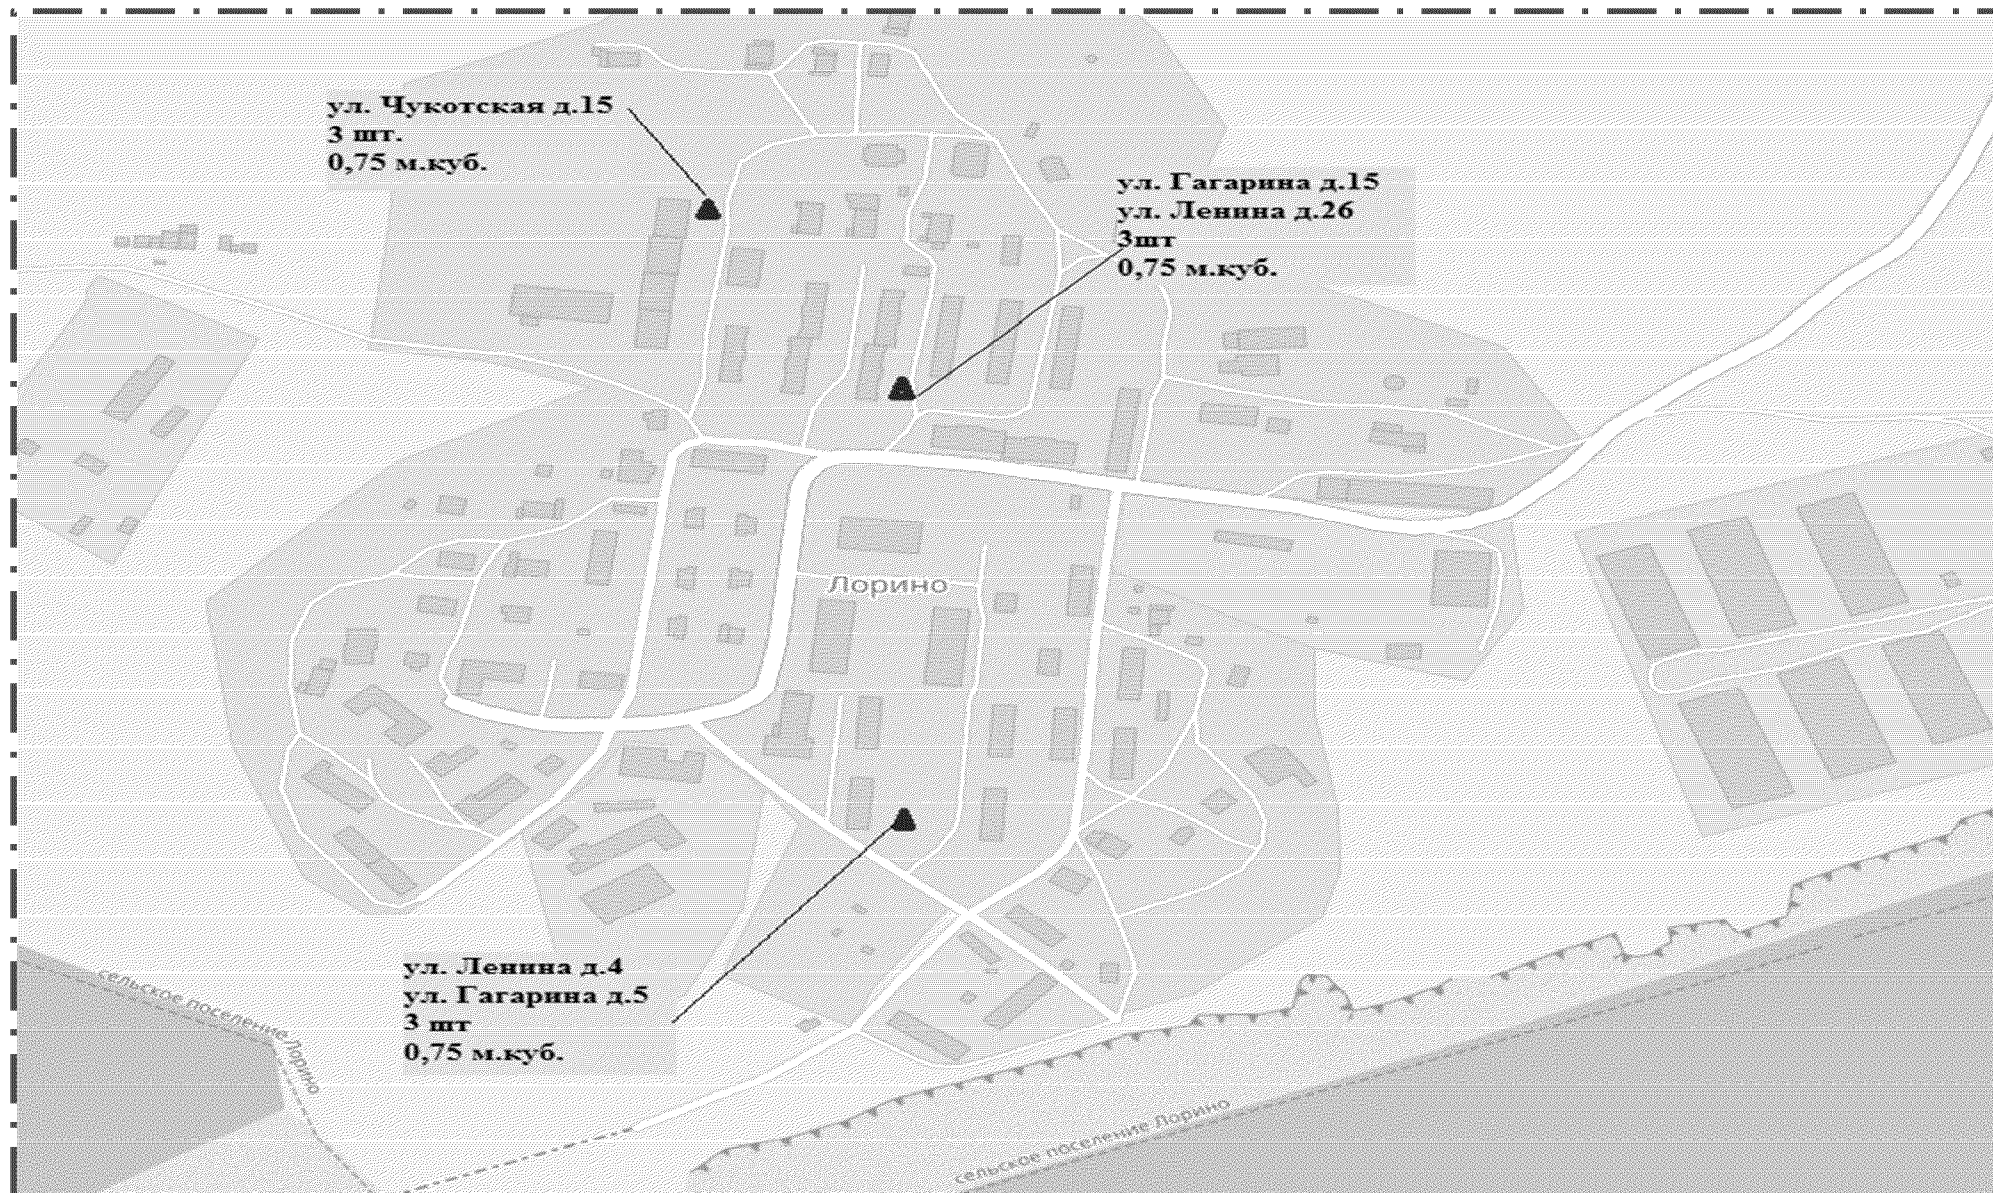 ул. Чукотская д.15
3 шт.
0,75 м.куб.
ул. Гагарина д.15
ул. Ленина д.26
3шт
0,75 м.куб.
Лорино
ул. Ленина д.4
ул. Гагарина д.5
3 шт
0,75 м.куб.
сельское поселение Лорино
сельское поселение Лорино